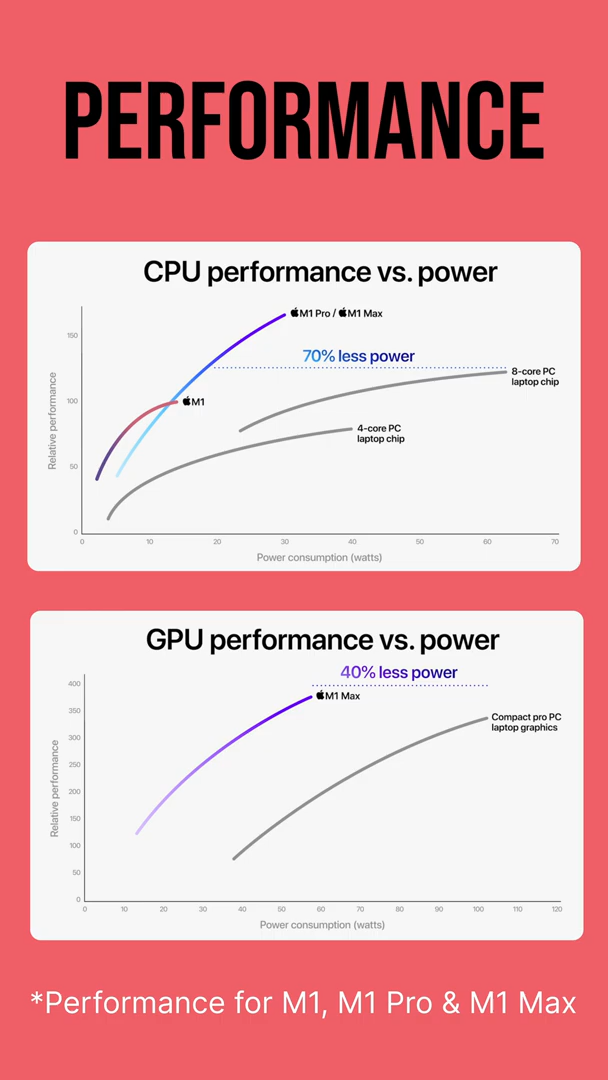 PERFORMANCE
CPU performance vs. power
M1 Pro / M1 Max
70% less power
8-core PC
laptop chip
M1
4-core PC
laptop chip
Relative performance
150
100
50
0
0 10 20 30 40 50 60 70
Power consumption (watts)
GPU performance vs. power
40% less power
M1 Max
Compact pro PC
laptop graphics
Relative performance
400
350
300
250
200
150
100
50
0
0 10 20 30 40 50 60 70 80 90 100 110 120
Power consumption (watts)
*Performance for M1, M1 Pro & M1 Max